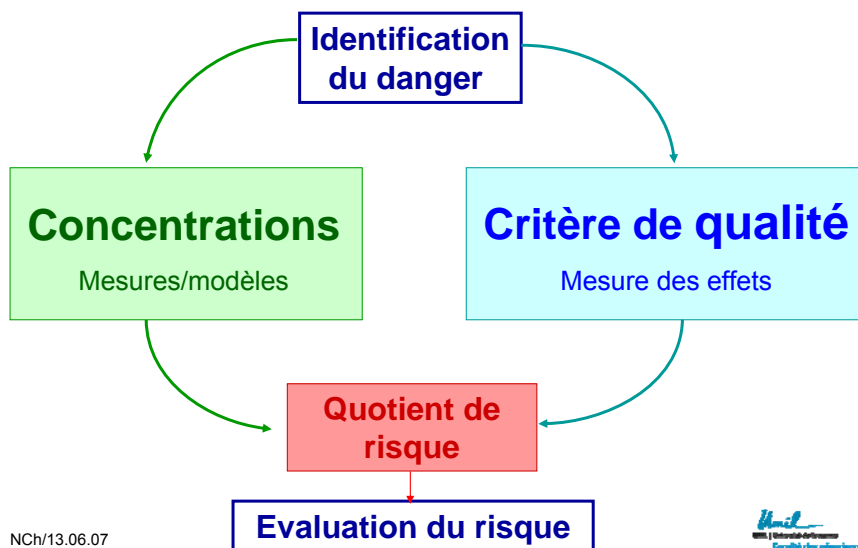 Identification
du danger
Concentrations
Mesures/modèles
Critère de qualité
Mesure des effets
Quotient de
risque
Evaluation du risque
NCh/13.06.07
Unil